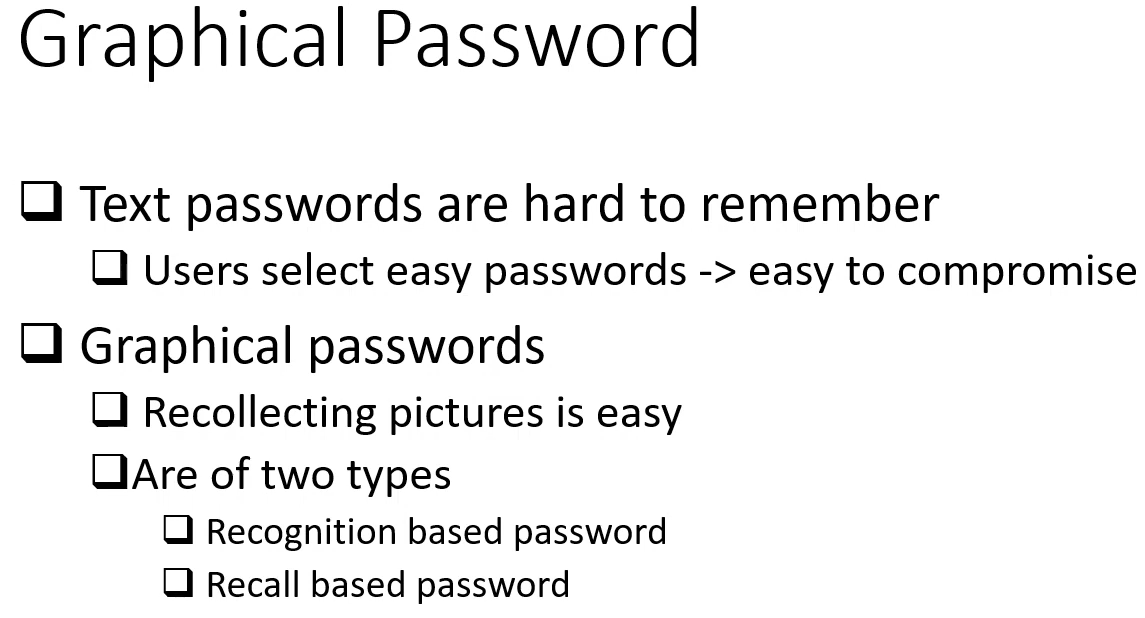 Graphical Password
❑ Text passwords are hard to remember
❑ Users select easy passwords -> easy to compromise
❑ Graphical passwords
❑ Recollecting pictures is easy
❑Are of two types
❑ Recognition based password
❑ Recall based password